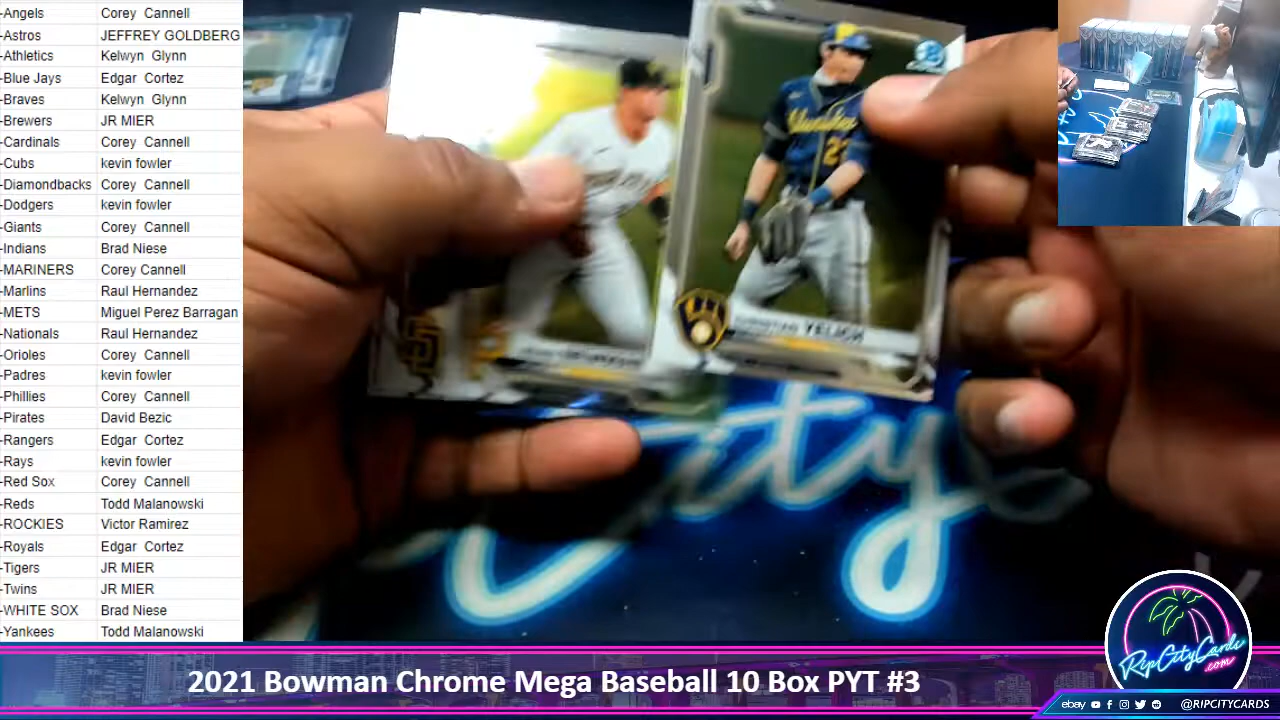 -Angels Corey Cannell
-Astros JEFFREY GOLDBERG
-Athletics Kelwyn Glynn
-Blue Jays Edgar Cortez
-Braves Kelwyn Glynn
-Brewers JR MIER
-Cardinals Corey Cannell
-Cubs kevin fowler
-Diamondbacks Corey Cannell
-Dodgers kevin fowler
-Giants Corey Cannell
-Indians Brad Niese
-MARINERS Corey Cannell
-Marlins Raul Hernandez
-METS Miguel Perez Barragan
-Nationals Raul Hernandez
-Orioles Corey Cannell
-Padres kevin fowler
-Phillies Corey Cannell
-Pirates David Bezic
-Rangers Edgar Cortez
-Rays kevin fowler
-Red Sox Corey Cannell
-Reds Todd Malanowski
-ROCKIES Victor Ramirez
-Royals Edgar Cortez
-Tigers JR MIER
-Twins JR MIER
-WHITE SOX Brad Niese
-Yankees Todd Malanowski
YELICH
City
RipCityCards
.com
2021 Bowman Chrome Mega Baseball 10 Box PYT #3
ebay @RIPCITYCARDS